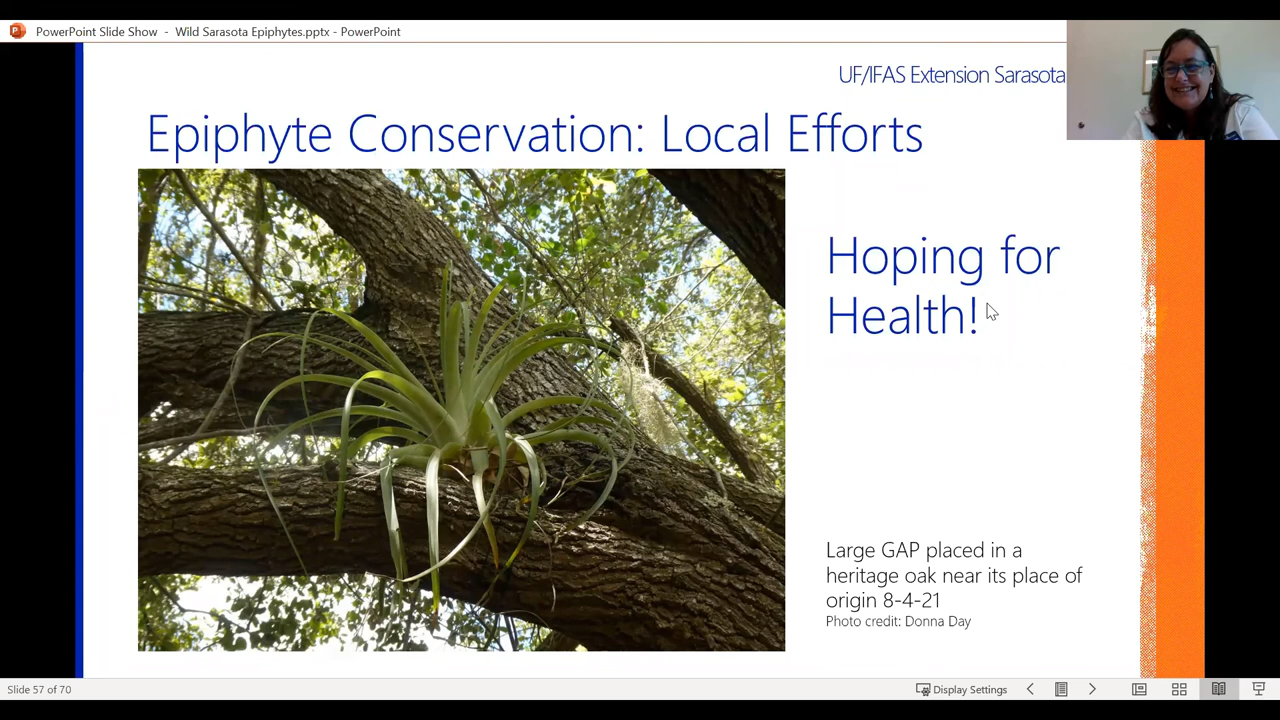 PowerPoint Slide Show - Wild Sarasota Epiphytes.pptx - PowerPoint
UF/IFAS Extension Sarasota
Epiphyte Conservation: Local Efforts
Hoping for
Health!
Large GAP placed in a
heritage oak near its place of
origin 8-4-21
Photo credit: Donna Day
Slide 57 of 70
Display Settings